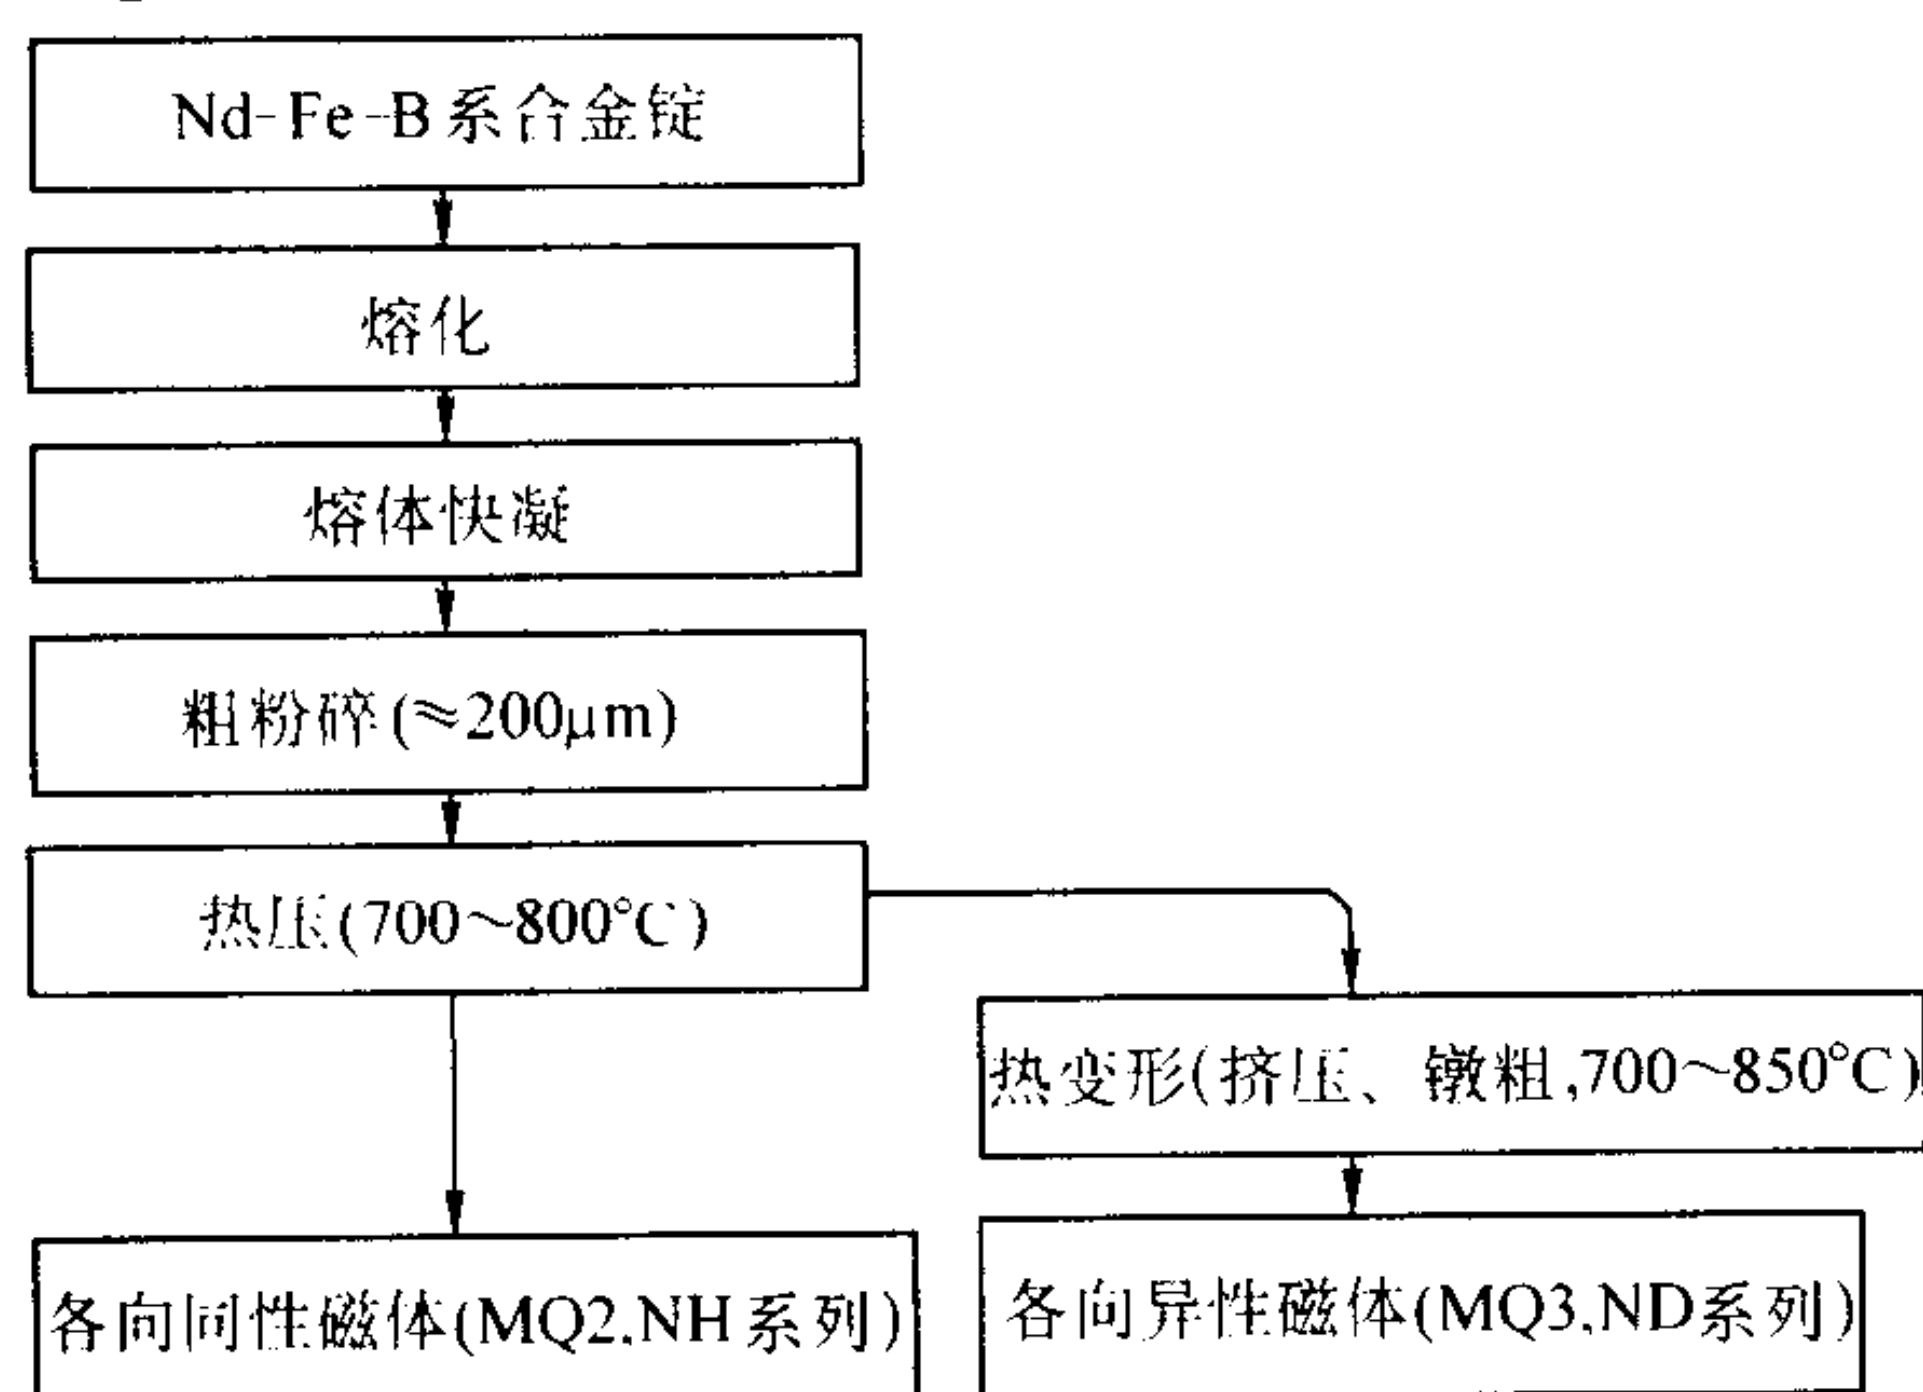 Nd-Fe-B系合金锭
熔化
熔体快凝
粗粉碎(≈200μm)
热压(700~800°C)
热变形(挤压、镦粗,700~850°C)
各向同性磁体(MQ2.NH系列)
各向异性磁体(MQ3.ND系列)